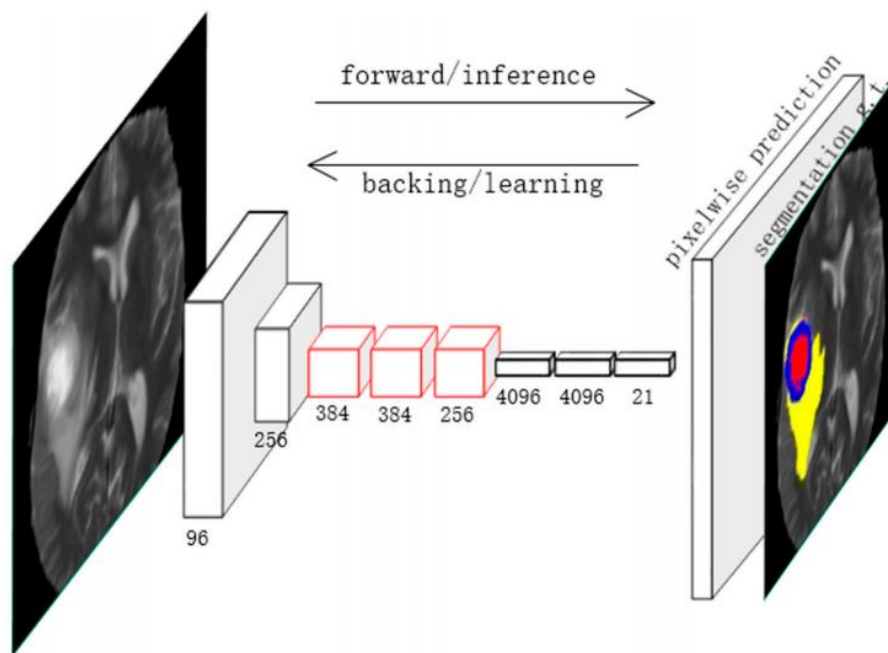 forward/inference
backing/learning
pixelwise prediction
segmentation g.t.
96
256
384
384
256
4096
4096
21